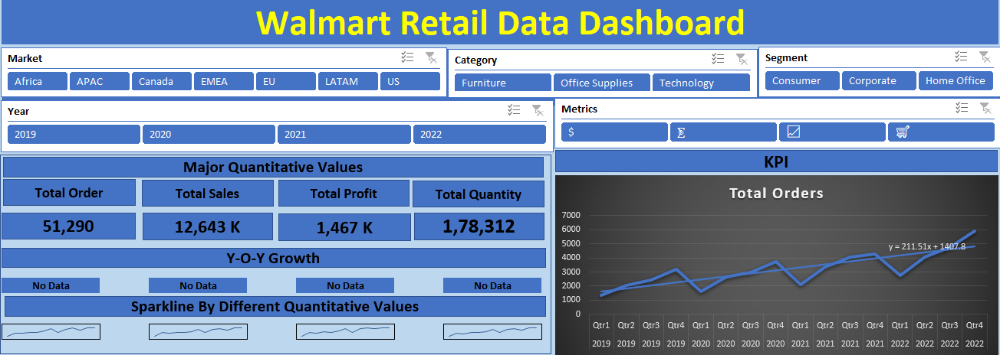 Walmart Retail Data Dashboard
Market
Africa APAC Canada EMEA EU LATAM US
Category
Furniture Office Supplies Technology
Segment
Consumer Corporate Home Office
Year
2019 2020 2021 2022
Metrics
$ Σ
Major Quantitative Values
Total Order Total Sales Total Profit Total Quantity
51,290 12,643 K 1,467 K 1,78,312
Y-O-Y Growth
No Data No Data No Data No Data
Sparkline By Different Quantitative Values
KPI
Total Orders
7000
6000
5000
4000
3000
2000
1000
0
y = 211.51x + 1407.8
Qtr1 Qtr2 Qtr3 Qtr4 Qtr1 Qtr2 Qtr3 Qtr4 Qtr1 Qtr2 Qtr3 Qtr4 Qtr1 Qtr2 Qtr3 Qtr4
2019 2019 2019 2019 2020 2020 2020 2020 2021 2021 2021 2021 2022 2022 2022 2022